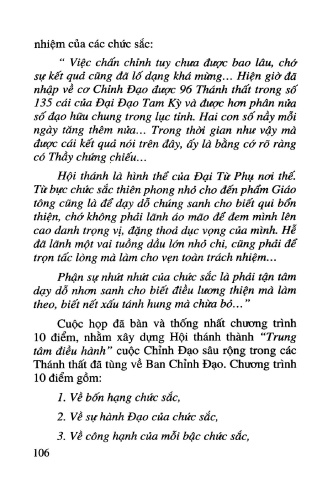 nhiệm của các chức sắc:
“ Việc chấn chỉnh tuy chưa được bao lâu, chớ
sự kết quả cũng đã lố dạng khá mừng... Hiện giờ đã
nhập về cơ Chỉnh Đạo được 96 Thánh thất trong số
135 cái của Đại Đạo Tam Kỳ và được hơn phân nửa
số đạo hữu chung trong lục tỉnh. Hai con số nầy mỗi
ngày tăng thêm nữa... Trong thời gian như vậy mà
được cái kết quả nói trên đây, ấy là bằng cớ rõ ràng
có Thầy chứng chiếu...
Hội thánh là hình thể của Đại Từ Phụ nơi thế.
Từ bực chức sắc thiên phong nhỏ cho đến phẩm Giáo
tông cũng là để dạy dỗ chúng sanh cho biết qui bổn
thiện, chớ không phải lãnh áo mão để đem mình lên
cao danh trọng vị, đặng thoả dục vọng của mình. Hễ
đã lãnh một vai tuồng dầu lớn nhỏ chi, cũng phải để
trọn tấc lòng mà làm cho vẹn toàn trách nhiệm...
Phận sự nhứt nhứt của chức sắc là phải tận tâm
dạy dỗ nhơn sanh cho biết điều lương thiện mà làm
theo, biết nết xấu tánh hung mà chừa bỏ...”
Cuộc họp đã bàn và thống nhất chương trình
10 điểm, nhằm xây dựng Hội thánh thành “Trung
tâm điều hành” cuộc Chỉnh Đạo sâu rộng trong các
Thánh thất đã tùng về Ban Chỉnh Đạo. Chương trình
10 điểm gồm:
1. Về bổn hạng chức sắc,
2. Về sự hành Đạo của chức sắc,
3. Về công hạnh của mỗi bậc chức sắc,
106